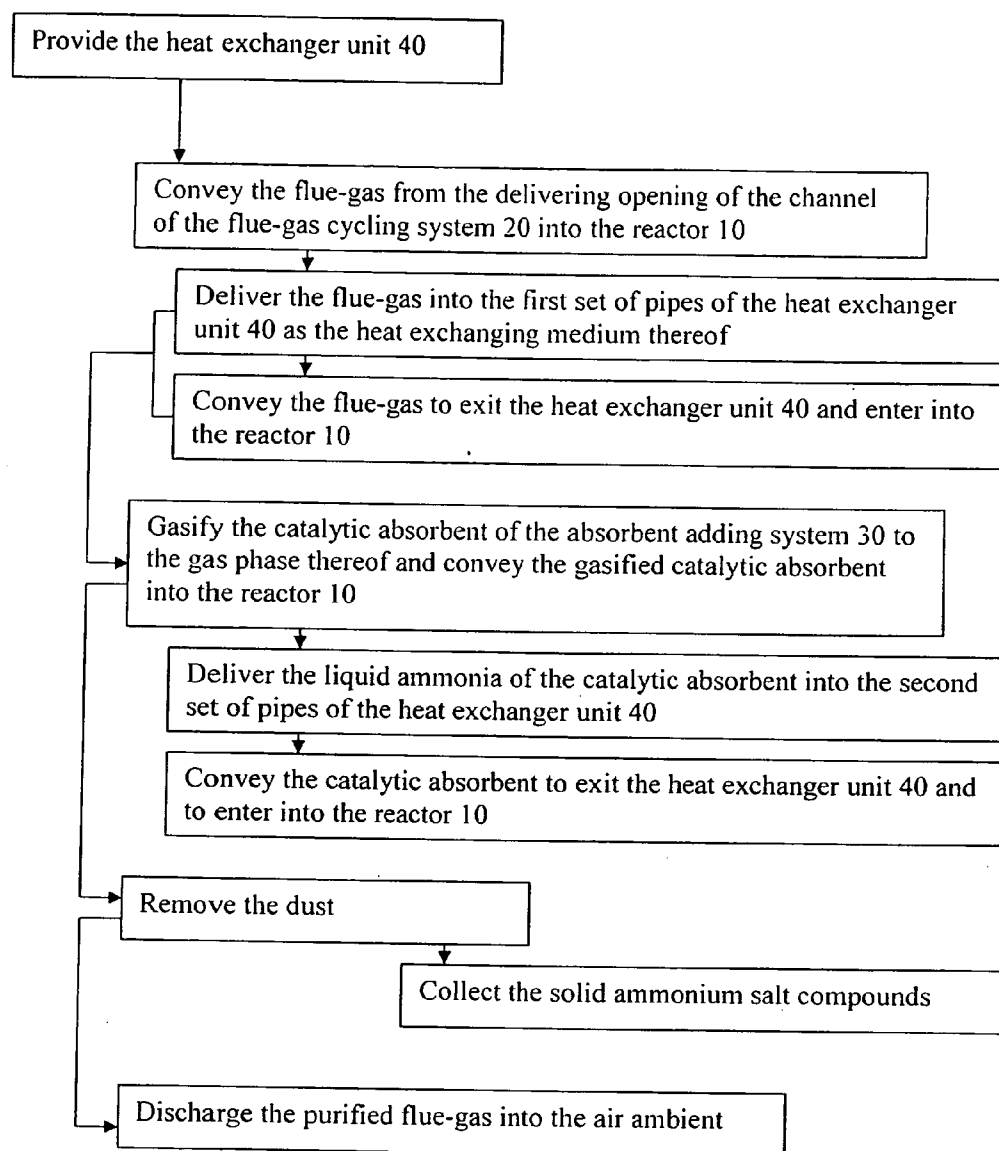 Provide the heat exchanger unit 40
Convey the flue-gas from the delivering opening of the channel
of the flue-gas cycling system 20 into the reactor 10
Deliver the flue-gas into the first set of pipes of the heat exchanger
unit 40 as the heat exchanging medium thereof
Convey the flue-gas to exit the heat exchanger unit 40 and enter into
the reactor 10
Gasify the catalytic absorbent of the absorbent adding system 30 to
the gas phase thereof and convey the gasified catalytic absorbent
into the reactor 10
Deliver the liquid ammonia of the catalytic absorbent into the second
set of pipes of the heat exchanger unit 40
Convey the catalytic absorbent to exit the heat exchanger unit 40 and
to enter into the reactor 10
Remove the dust
Collect the solid ammonium salt compounds
Discharge the purified flue-gas into the air ambient